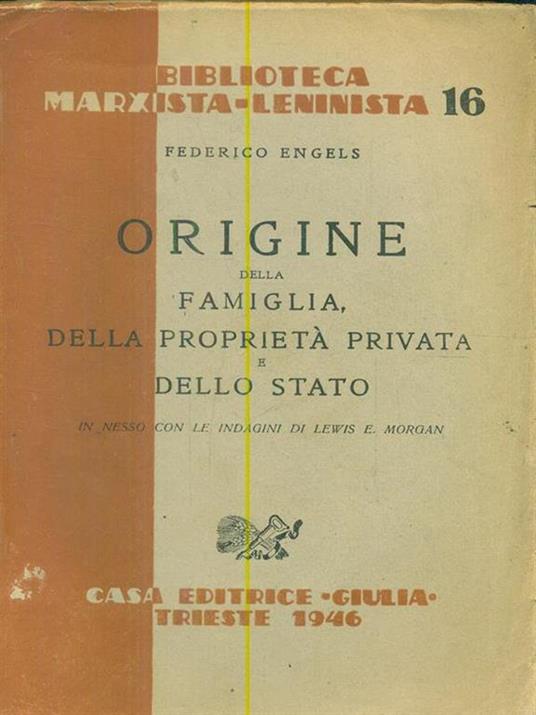 BIBLIOTECA
MARXISTA-LENINISTA 16
FEDERICO ENGELS
ORIGINE
DELLA
FAMIGLIA,
DELLA PROPRIETÀ PRIVATA
E
DELLO STATO
IN NESSO CON LE INDAGINI DI LEWIS E. MORGAN
CASA EDITRICE "GIULIA"
TRIESTE 1946